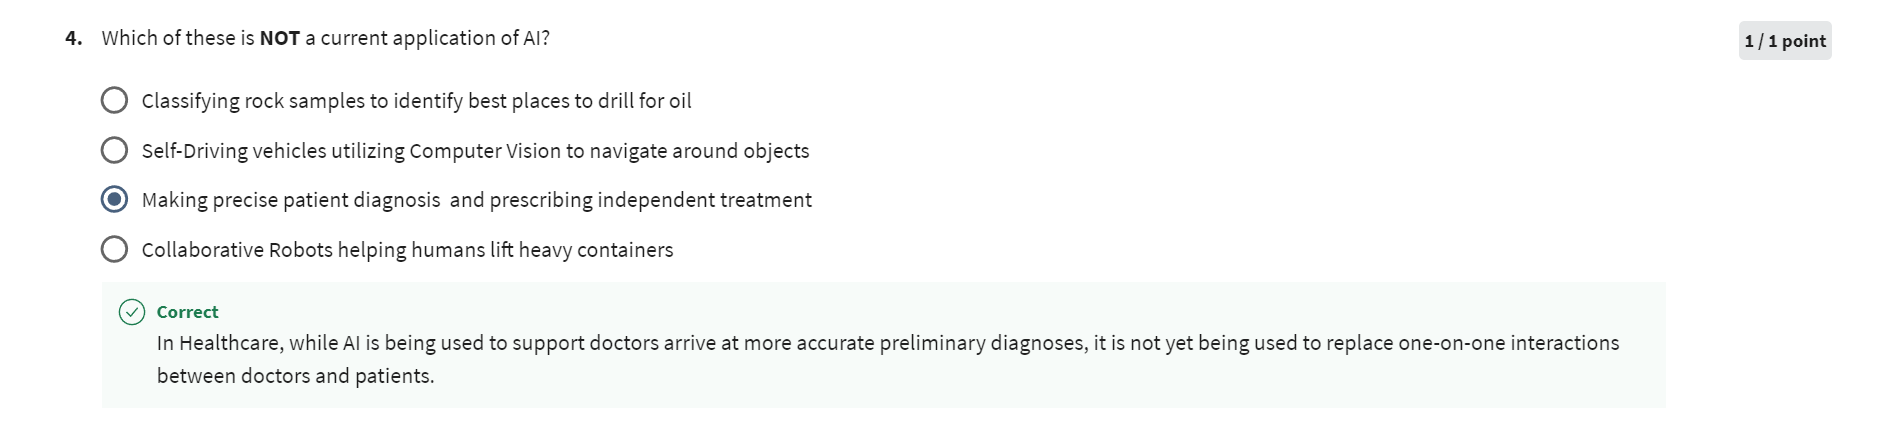 4. Which of these is NOT a current application of AI?
1 / 1 point
Classifying rock samples to identify best places to drill for oil
Self-Driving vehicles utilizing Computer Vision to navigate around objects
Making precise patient diagnosis  and prescribing independent treatment
Collaborative Robots helping humans lift heavy containers
Correct
In Healthcare, while AI is being used to support doctors arrive at more accurate preliminary diagnoses, it is not yet being used to replace one-on-one interactions
between doctors and patients.